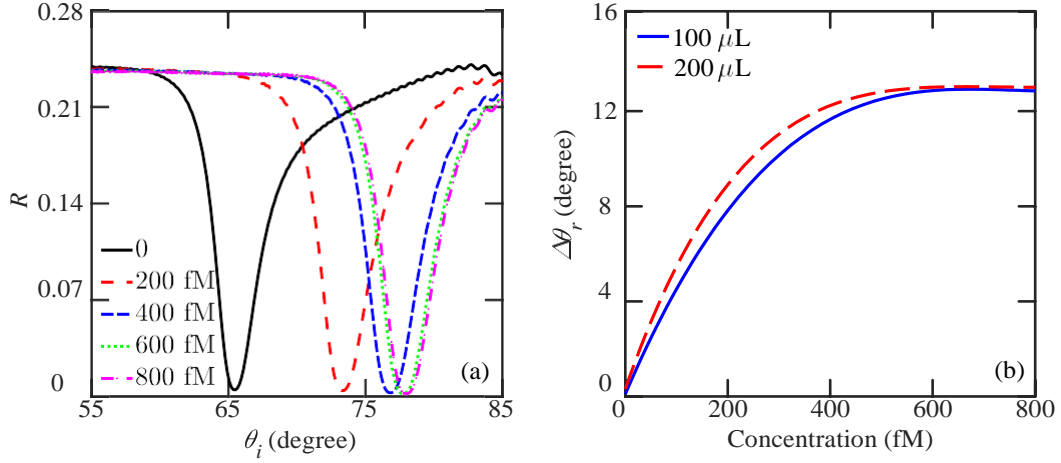 0.28
0.21
0.14
0.07
0
R
0
200 fM
400 fM
600 fM
800 fM
(a)
55
65
75
85
θi (degree)
16
12
8
4
0
Δθr (degree)
100 μL
200 μL
(b)
0
200
400
600
800
Concentration (fM)